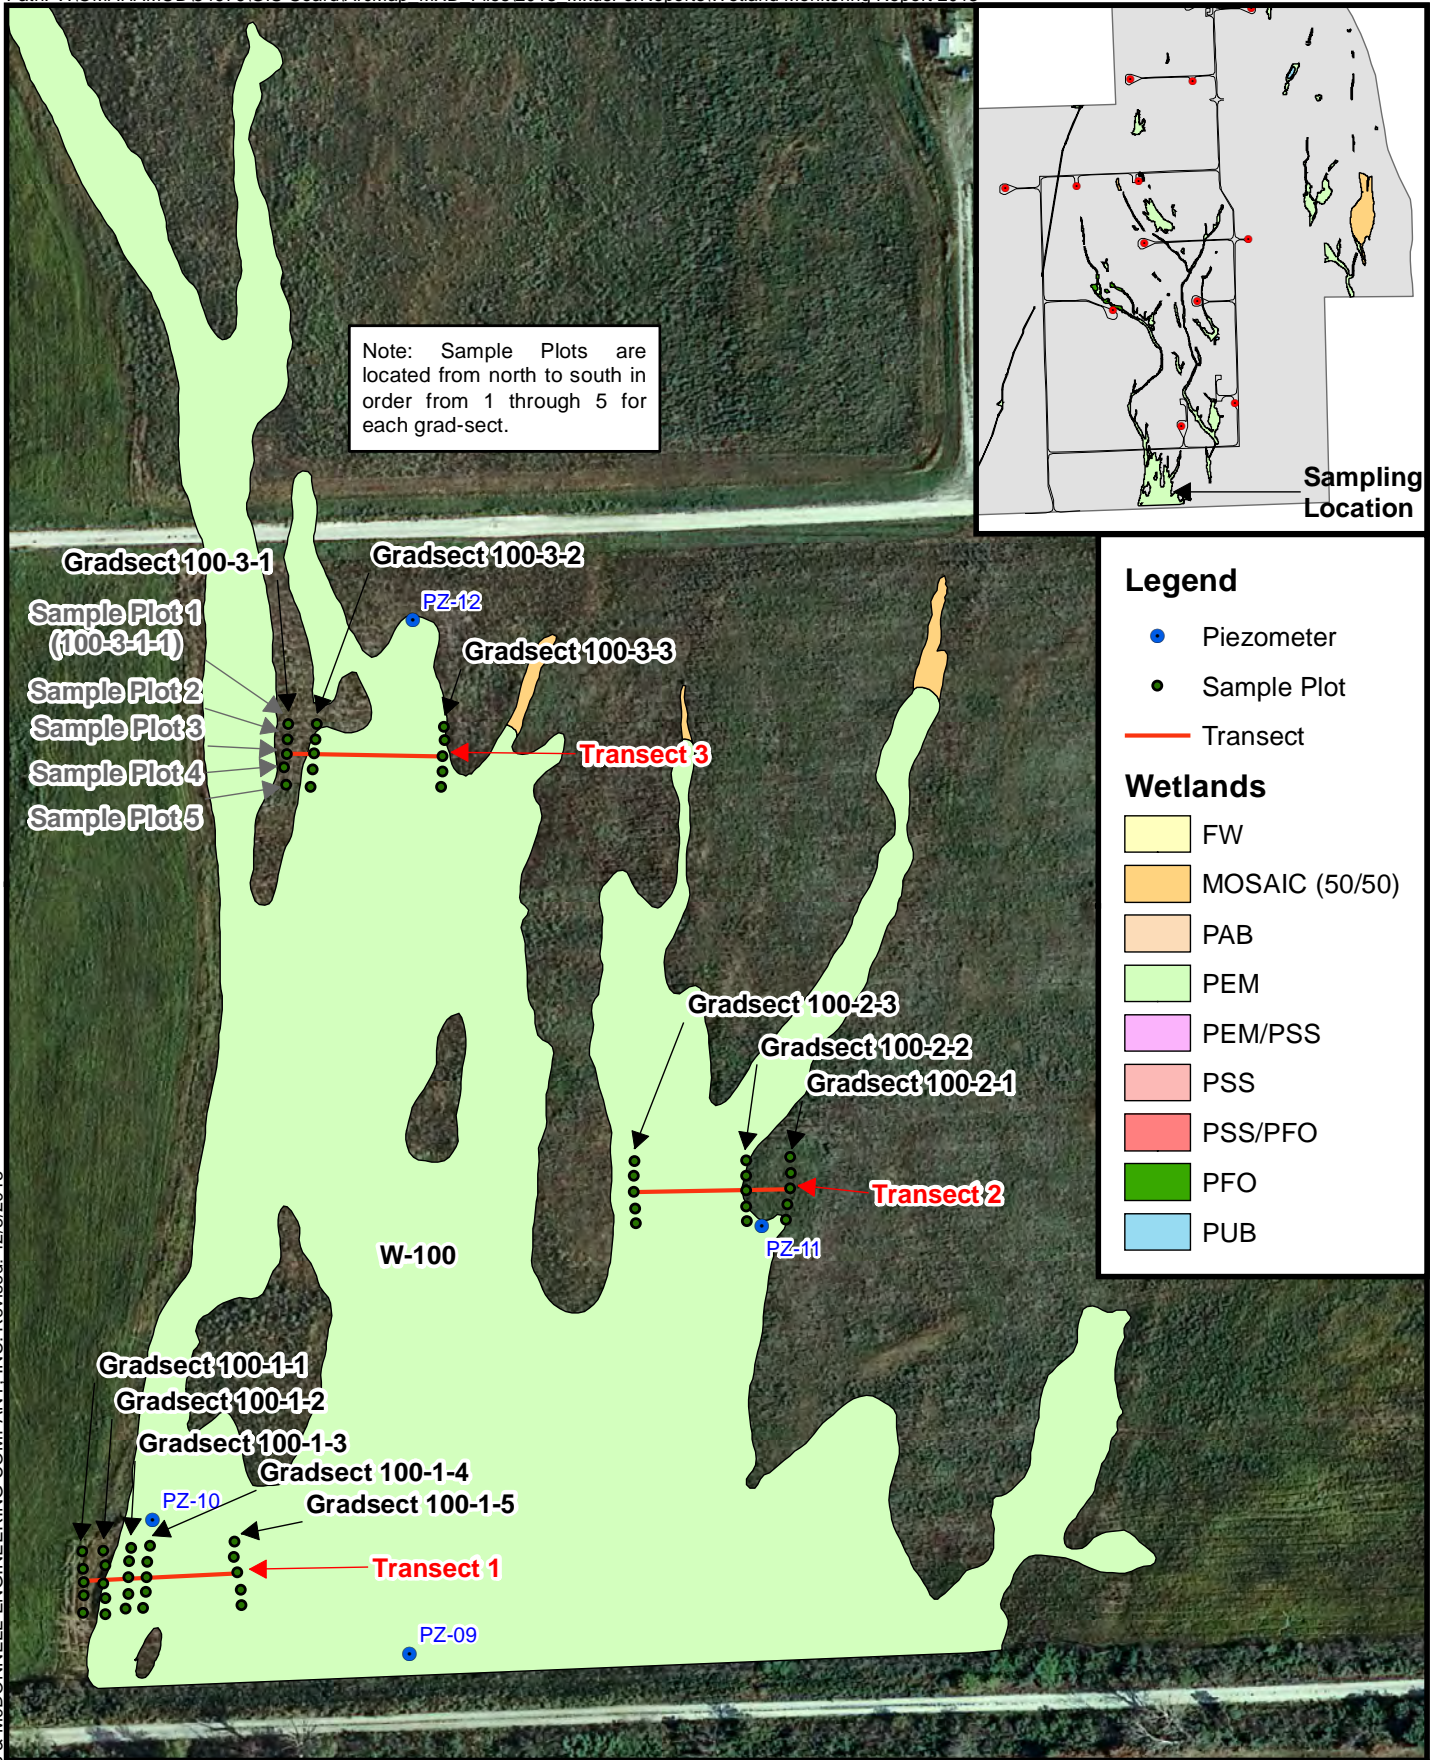 Note: Sample Plots are
located from north to south in
order from 1 through 5 for
each grad-sect.
Sampling
Location
Gradsect 100-3-1
Gradsect 100-3-2
Sample Plot 1
(100-3-1-1)
PZ-12
Gradsect 100-3-3
Sample Plot 2
Sample Plot 3
Sample Plot 4
Sample Plot 5
Transect 3
Legend
Piezometer
Sample Plot
Transect
Wetlands
FW
MOSAIC (50/50)
PAB
PEM
PEM/PSS
PSS
PSS/PFO
PFO
PUB
Gradsect 100-2-3
Gradsect 100-2-2
Gradsect 100-2-1
Transect 2
PZ-11
W-100
Gradsect 100-1-1
Gradsect 100-1-2
Gradsect 100-1-3
Gradsect 100-1-4
Gradsect 100-1-5
PZ-10
Transect 1
PZ-09